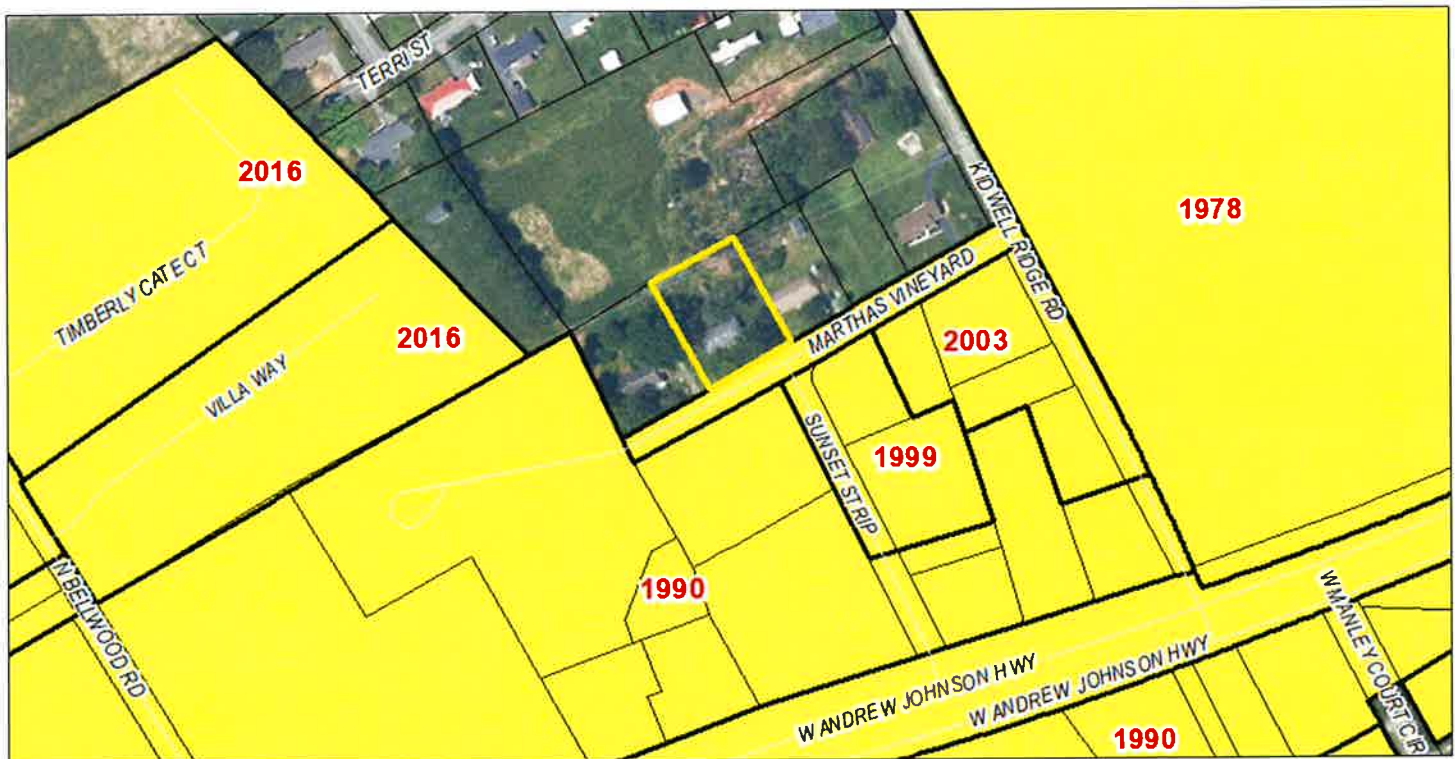 TERRI ST
2016
KIDWELL RIDGE RD
1978
TIMBERLY CATE CT
MARTHAS VINEYARD
2016
2003
VILLA WAY
SUNSET STRIP
1999
1990
N BELLWOOD RD
W MANLEY COURT CIR
W ANDREW JOHNSON HWY
W ANDREW JOHNSON HWY
1990